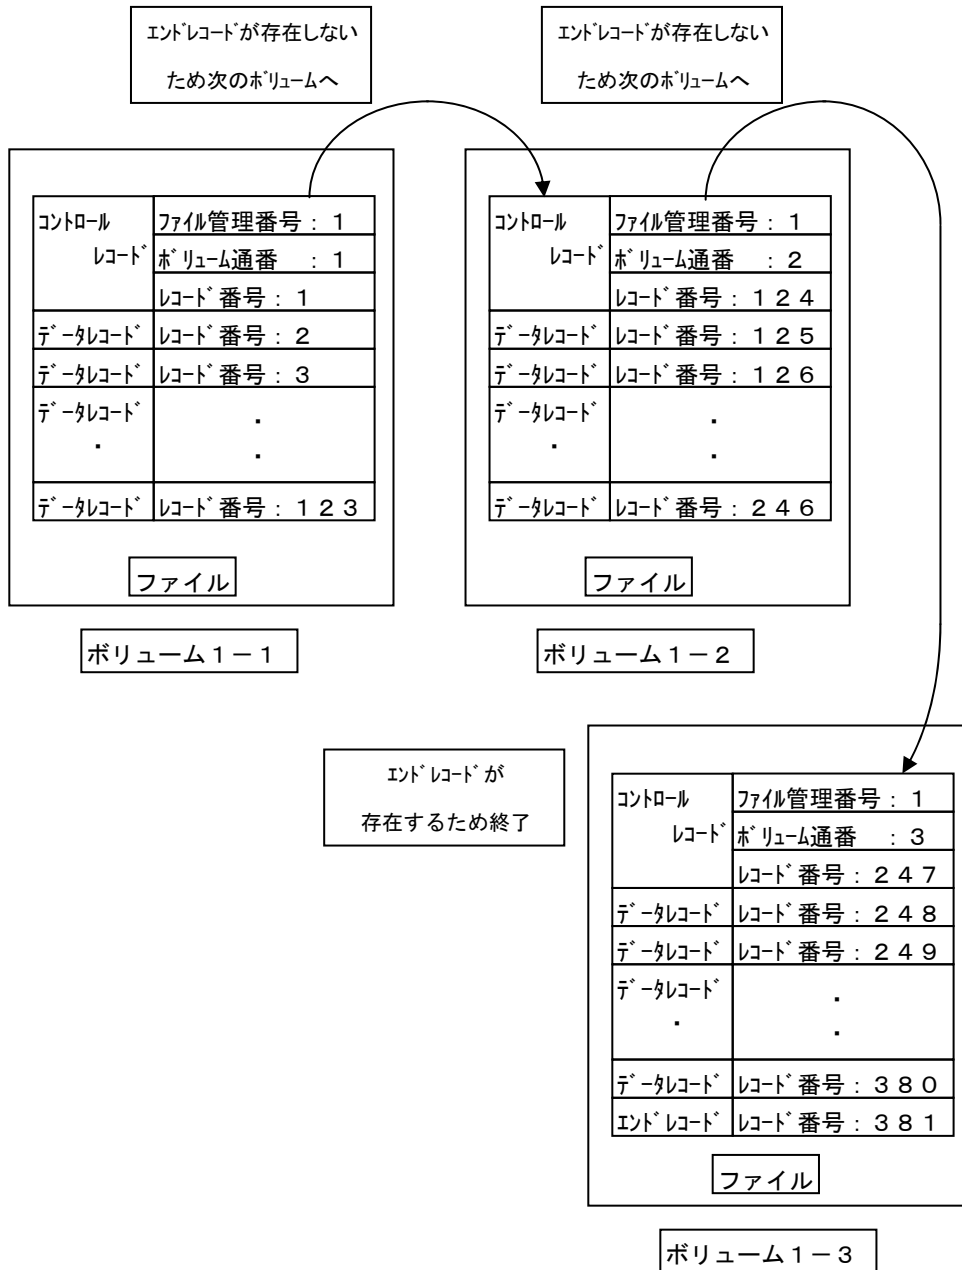 ｴﾝﾄﾞﾚｺｰﾄﾞが存在しない
ため次のﾎﾞﾘｭｰﾑへ
ｴﾝﾄﾞﾚｺｰﾄﾞが存在しない
ため次のﾎﾞﾘｭｰﾑへ
ｺﾝﾄﾛｰﾙ
ﾚｺｰﾄﾞ
ﾌｧｲﾙ管理番号：１
ﾎﾞﾘｭｰﾑ通番　：１
ﾚｺｰﾄﾞ番号：１
ﾃﾞｰﾀﾚｺｰﾄﾞ ﾚｺｰﾄﾞ番号：２
ﾃﾞｰﾀﾚｺｰﾄﾞ ﾚｺｰﾄﾞ番号：３
ﾃﾞｰﾀﾚｺｰﾄﾞ ・
・ ・
ﾃﾞｰﾀﾚｺｰﾄﾞ ﾚｺｰﾄﾞ番号：１２３
ファイル
ボリューム１－１
ｺﾝﾄﾛｰﾙ
ﾚｺｰﾄﾞ
ﾌｧｲﾙ管理番号：１
ﾎﾞﾘｭｰﾑ通番　：２
ﾚｺｰﾄﾞ番号：１２４
ﾃﾞｰﾀﾚｺｰﾄﾞ ﾚｺｰﾄﾞ番号：１２５
ﾃﾞｰﾀﾚｺｰﾄﾞ ﾚｺｰﾄﾞ番号：１２６
ﾃﾞｰﾀﾚｺｰﾄﾞ ・
・ ・
ﾃﾞｰﾀﾚｺｰﾄﾞ ﾚｺｰﾄﾞ番号：２４６
ファイル
ボリューム１－２
ｴﾝﾄﾞﾚｺｰﾄﾞが
存在するため終了
ｺﾝﾄﾛｰﾙ
ﾚｺｰﾄﾞ
ﾌｧｲﾙ管理番号：１
ﾎﾞﾘｭｰﾑ通番　：３
ﾚｺｰﾄﾞ番号：２４７
ﾃﾞｰﾀﾚｺｰﾄﾞ ﾚｺｰﾄﾞ番号：２４８
ﾃﾞｰﾀﾚｺｰﾄﾞ ﾚｺｰﾄﾞ番号：２４９
ﾃﾞｰﾀﾚｺｰﾄﾞ ・
・ ・
ﾃﾞｰﾀﾚｺｰﾄﾞ ﾚｺｰﾄﾞ番号：３８０
ｴﾝﾄﾞﾚｺｰﾄﾞ ﾚｺｰﾄﾞ番号：３８１
ファイル
ボリューム１－３